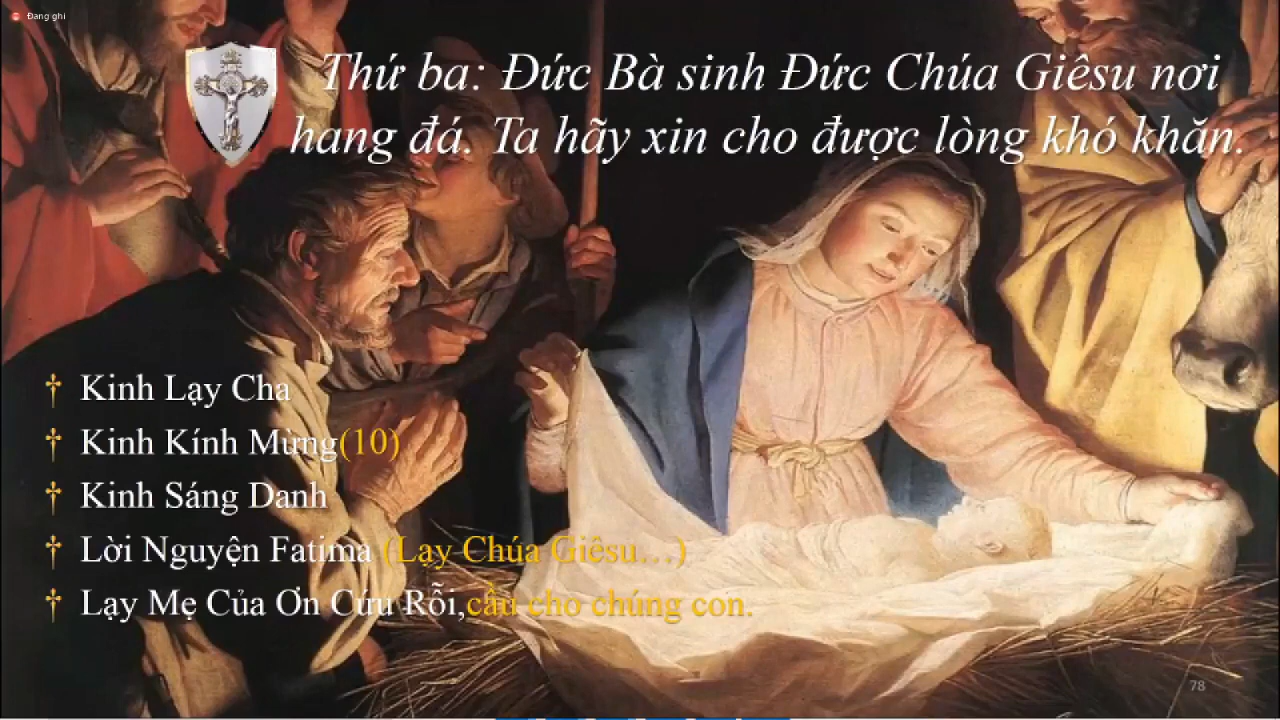 Đang ghi
Thứ ba: Đức Bà sinh Đức Chúa Giêsu nơi
hang đá. Ta hãy xin cho được lòng khó khăn.
† Kinh Lạy Cha
† Kinh Kính Mừng(10)
† Kinh Sáng Danh
† Lời Nguyện Fatima (Lạy Chúa Giêsu…)
† Lạy Mẹ Của Ơn Cứu Rỗi,cầu cho chúng con.
78